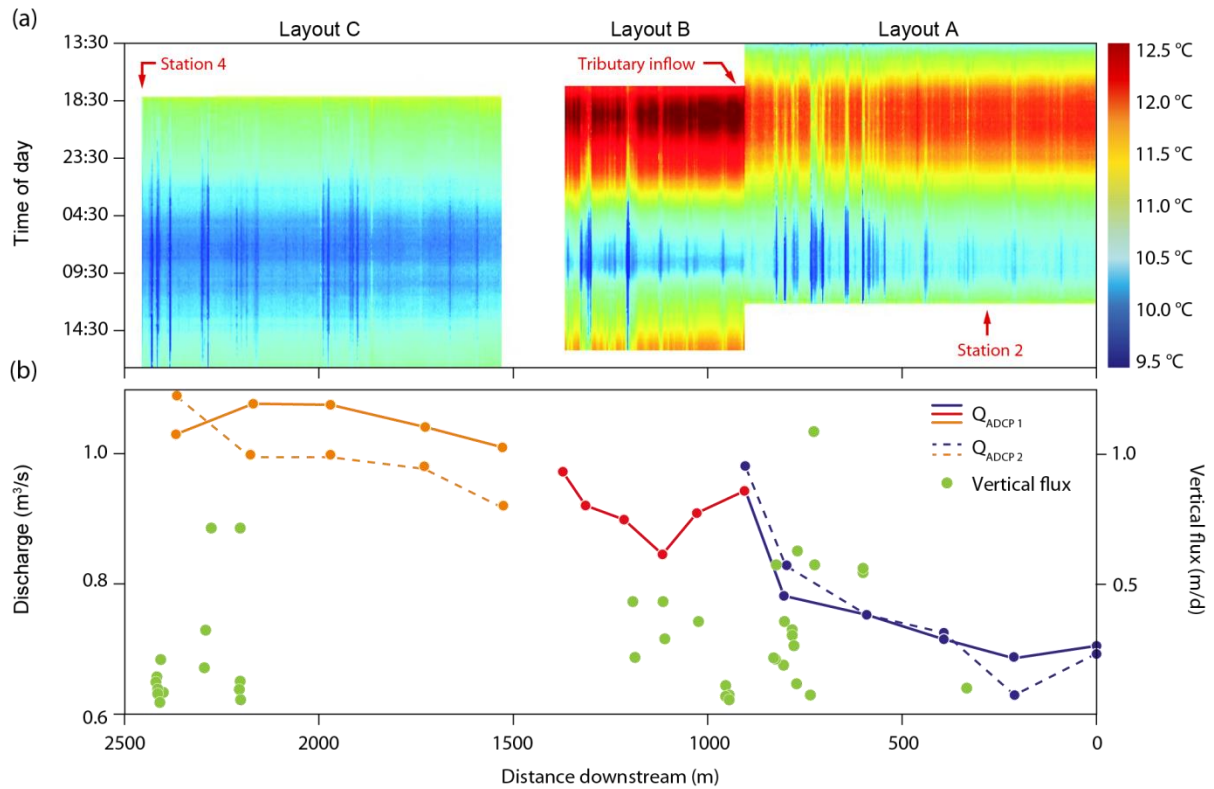 (a)
Layout C
Layout B
Layout A
13:30
18:30
23:30
04:30
09:30
14:30
Time of day
Station 4
Tributary inflow
Station 2
12.5 °C
12.0 °C
11.5 °C
11.0 °C
10.5 °C
10.0 °C
9.5 °C
(b)
1.0
0.8
0.6
Discharge (m³/s)
Q ADCP 1
Q ADCP 2
Vertical flux
1.0
0.5
0
Vertical flux (m/d)
2500
2000
1500
1000
500
0
Distance downstream (m)